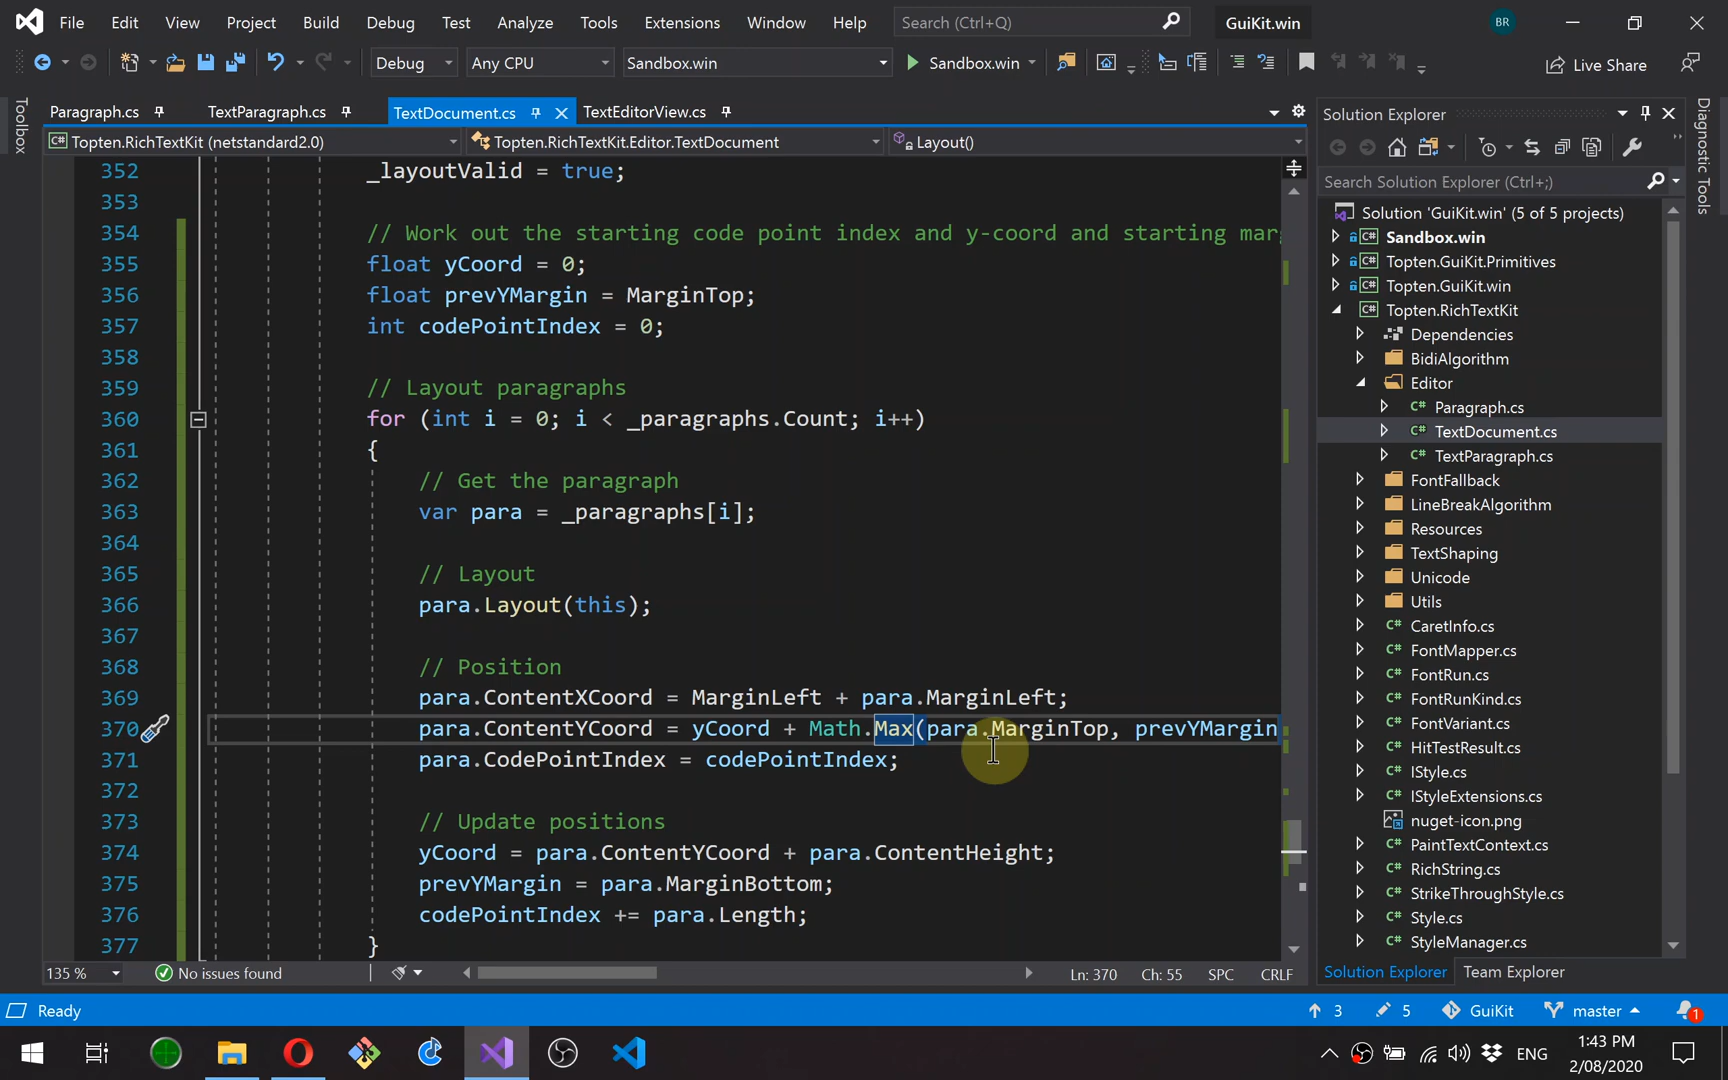 File Edit View Project Build Debug Test Analyze Tools Extensions Window Help Search (Ctrl+Q) GuiKit.win BR
Debug Any CPU Sandbox.win Sandbox.win Live Share
Toolbox
Paragraph.cs TextParagraph.cs TextDocument.cs TextEditorView.cs
Topten.RichTextKit (netstandard2.0) Topten.RichTextKit.Editor.TextDocument Layout()
352 _layoutValid = true;
353
354 // Work out the starting code point index and y-coord and starting mar
355 float yCoord = 0;
356 float prevYMargin = MarginTop;
357 int codePointIndex = 0;
358
359 // Layout paragraphs
360 for (int i = 0; i < _paragraphs.Count; i++)
361 {
362 // Get the paragraph
363 var para = _paragraphs[i];
364
365 // Layout
366 para.Layout(this);
367
368 // Position
369 para.ContentXCoord = MarginLeft + para.MarginLeft;
370 para.ContentYCoord = yCoord + Math.Max(para.MarginTop, prevYMargin
371 para.CodePointIndex = codePointIndex;
372
373 // Update positions
374 yCoord = para.ContentYCoord + para.ContentHeight;
375 prevYMargin = para.MarginBottom;
376 codePointIndex += para.Length;
377 }
135 % No issues found Ln: 370 Ch: 55 SPC CRLF
Solution Explorer
Search Solution Explorer (Ctrl+;)
Solution 'GuiKit.win' (5 of 5 projects)
C# Sandbox.win
C# Topten.GuiKit.Primitives
C# Topten.GuiKit.win
C# Topten.RichTextKit
Dependencies
BidiAlgorithm
Editor
C# Paragraph.cs
C# TextDocument.cs
C# TextParagraph.cs
FontFallback
LineBreakAlgorithm
Resources
TextShaping
Unicode
Utils
C# CaretInfo.cs
C# FontMapper.cs
C# FontRun.cs
C# FontRunKind.cs
C# FontVariant.cs
C# HitTestResult.cs
C# IStyle.cs
C# IStyleExtensions.cs
nuget-icon.png
C# PaintTextContext.cs
C# RichString.cs
C# StrikeThroughStyle.cs
C# Style.cs
C# StyleManager.cs
Solution Explorer Team Explorer
Diagnostic Tools
Ready 3 5 GuiKit master 1
ENG 1:43 PM
2/08/2020